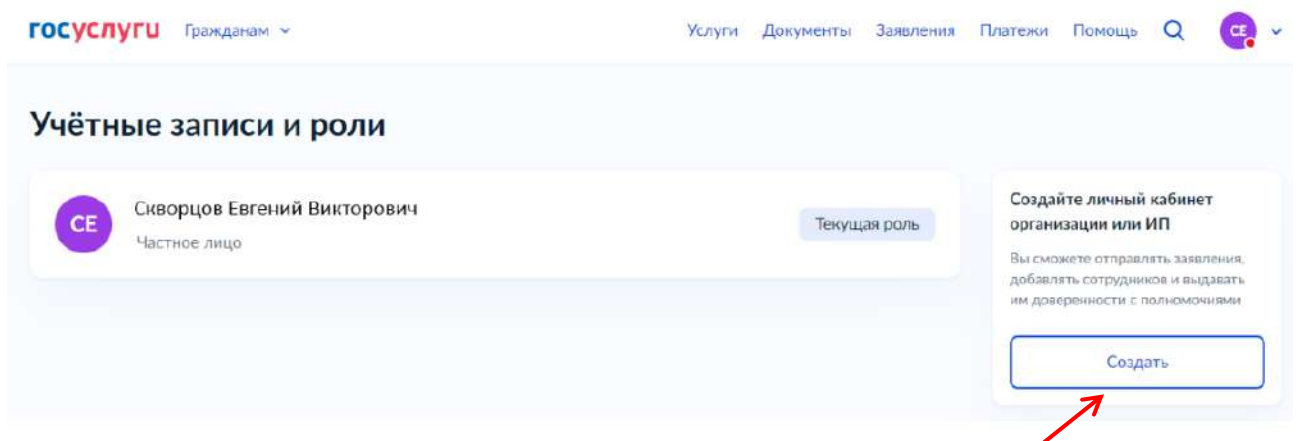 госуслуги Гражданам Услуги Документы Заявления Платежи Помощь СЕ
Учётные записи и роли
СЕ
Скворцов Евгений Викторович
Частное лицо
Текущая роль
Создайте личный кабинет
организации или ИП
Вы сможете отправлять заявления,
добавлять сотрудников и выдавать
им доверенности с полномочиями
Создать